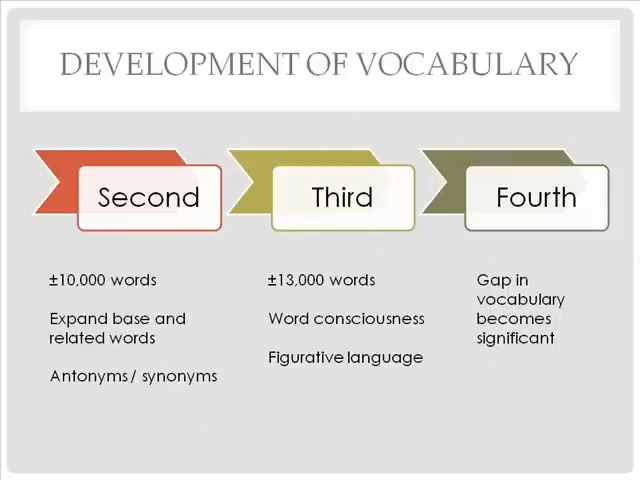 DEVELOPMENT OF VOCABULARY
Second
Third
Fourth
±10,000 words
Expand base and
related words
Antonyms / synonyms
±13,000 words
Word consciousness
Figurative language
Gap in
vocabulary
becomes
significant